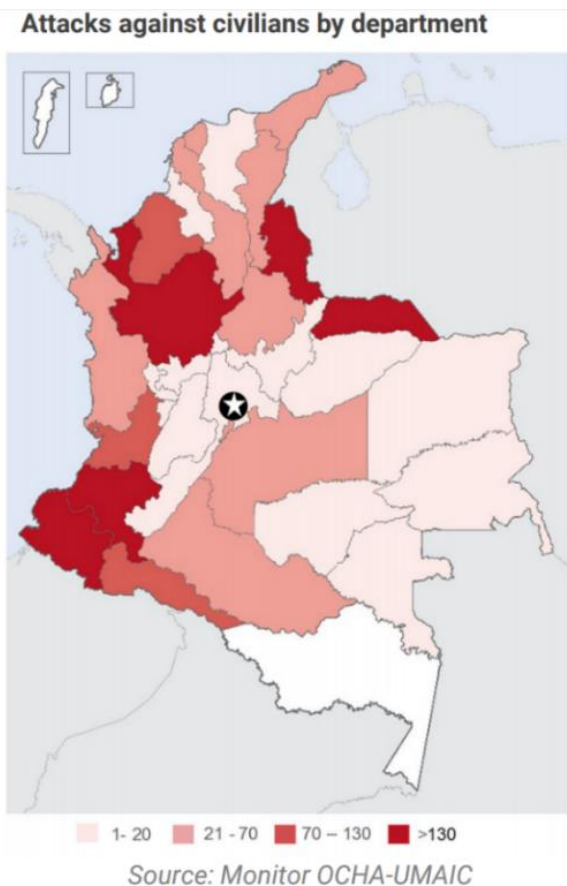 Attacks against civilians by department
1- 20 21 -70 70 – 130 >130
Source: Monitor OCHA-UMAIC